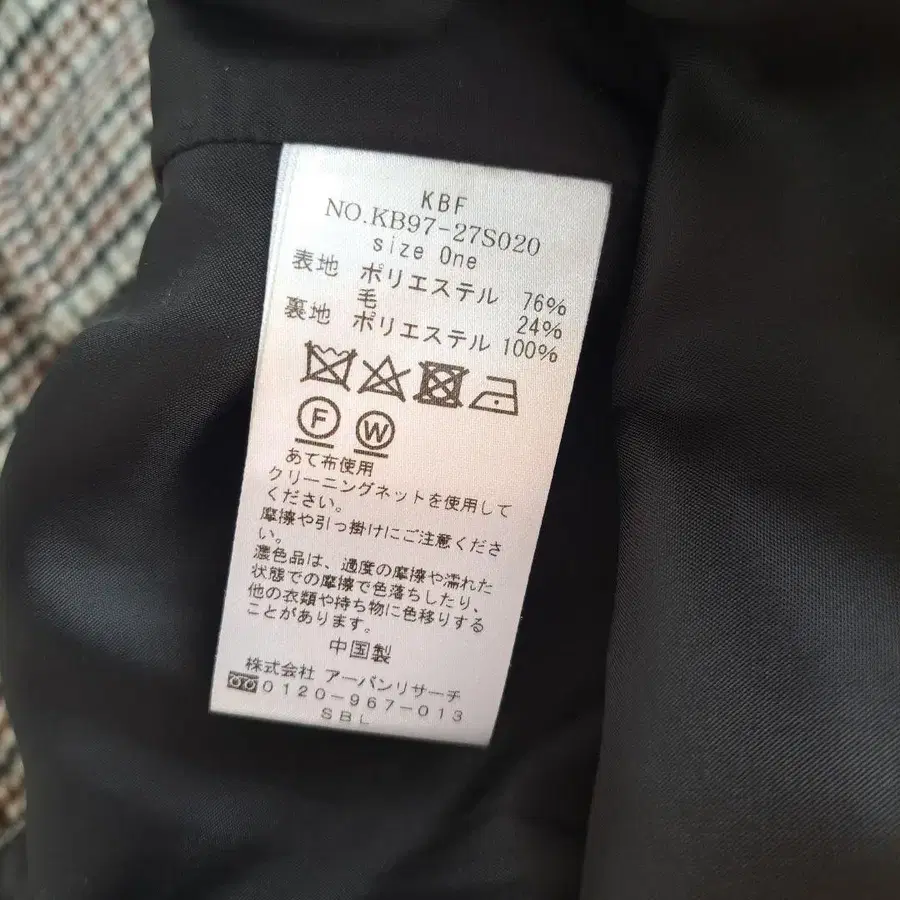 KBF
NO.KB97-27S020
size One
表地 ポリエステル 76%
毛 24%
裏地 ポリエステル 100%
F W
あて布使用
クリーニングネットを使用して
ください。
摩擦や引っ掛けにご注意くださ
い。
濃色品は、過度の摩擦や濡れた
状態での摩擦で色落ちしたり、
他の衣類や持ち物に色移りする
ことがあります。
中国製
株式会社 アーバンリサーチ
0120-967-013
SBL